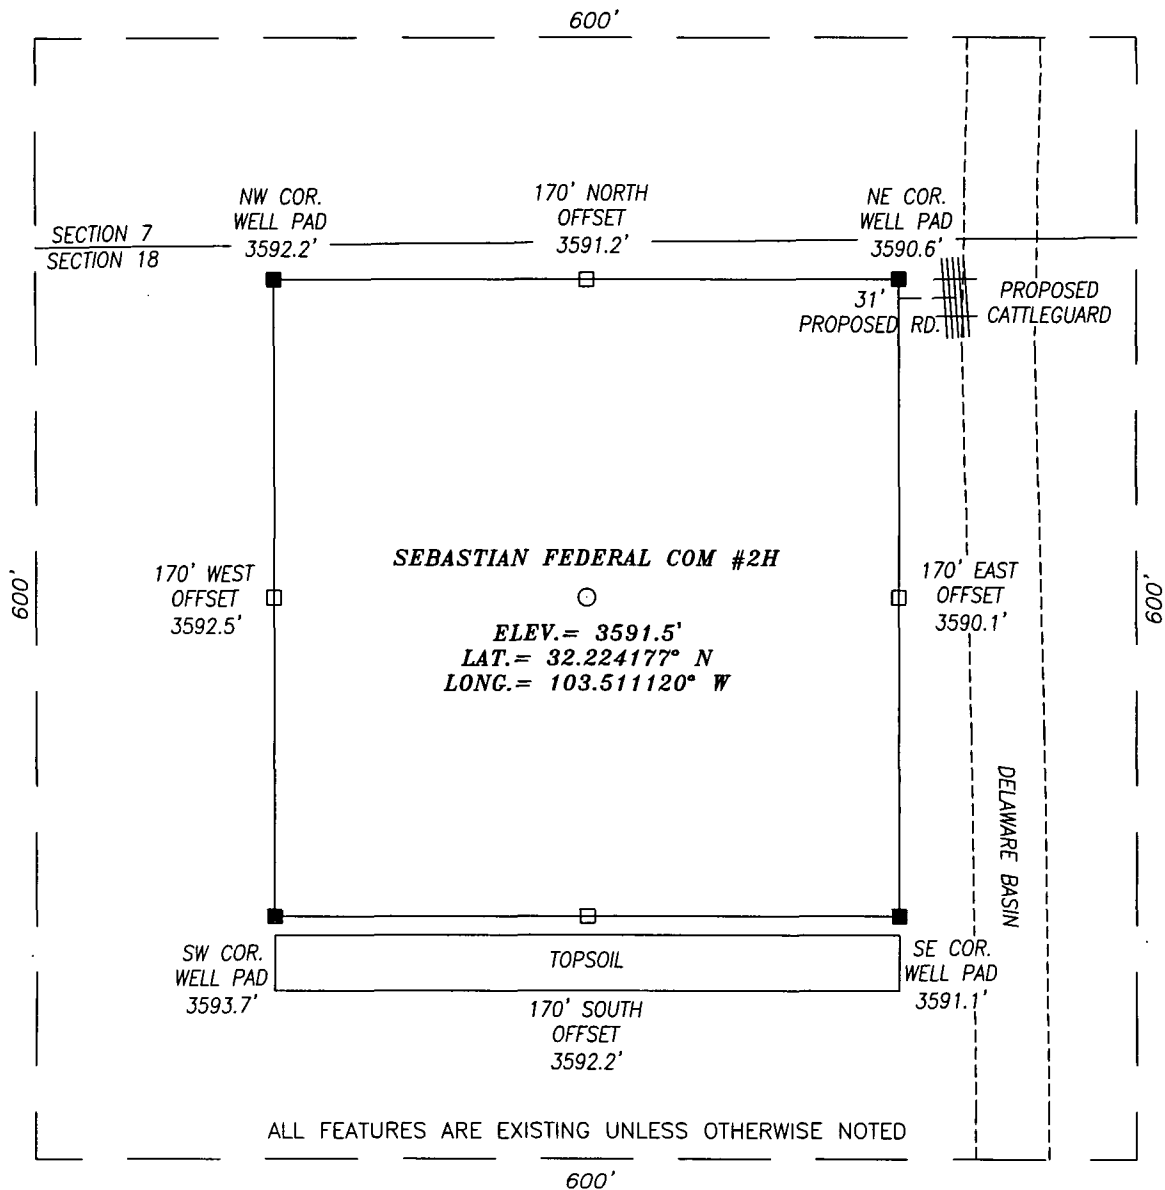 600'
NW COR.
WELL PAD
3592.2'
170' NORTH
OFFSET
3591.2'
NE COR.
WELL PAD
3590.6'
SECTION 7
SECTION 18
31'
PROPOSED RD.
PROPOSED
CATTLEGUARD
600'
170' WEST
OFFSET
3592.5'
SEBASTIAN FEDERAL COM #2H
ELEV.= 3591.5'
LAT.= 32.224177° N
LONG.= 103.511120° W
170' EAST
OFFSET
3590.1'
600'
DELAWARE BASIN
SW COR.
WELL PAD
3593.7'
TOPSOIL
170' SOUTH
OFFSET
3592.2'
SE COR.
WELL PAD
3591.1'
ALL FEATURES ARE EXISTING UNLESS OTHERWISE NOTED
600'